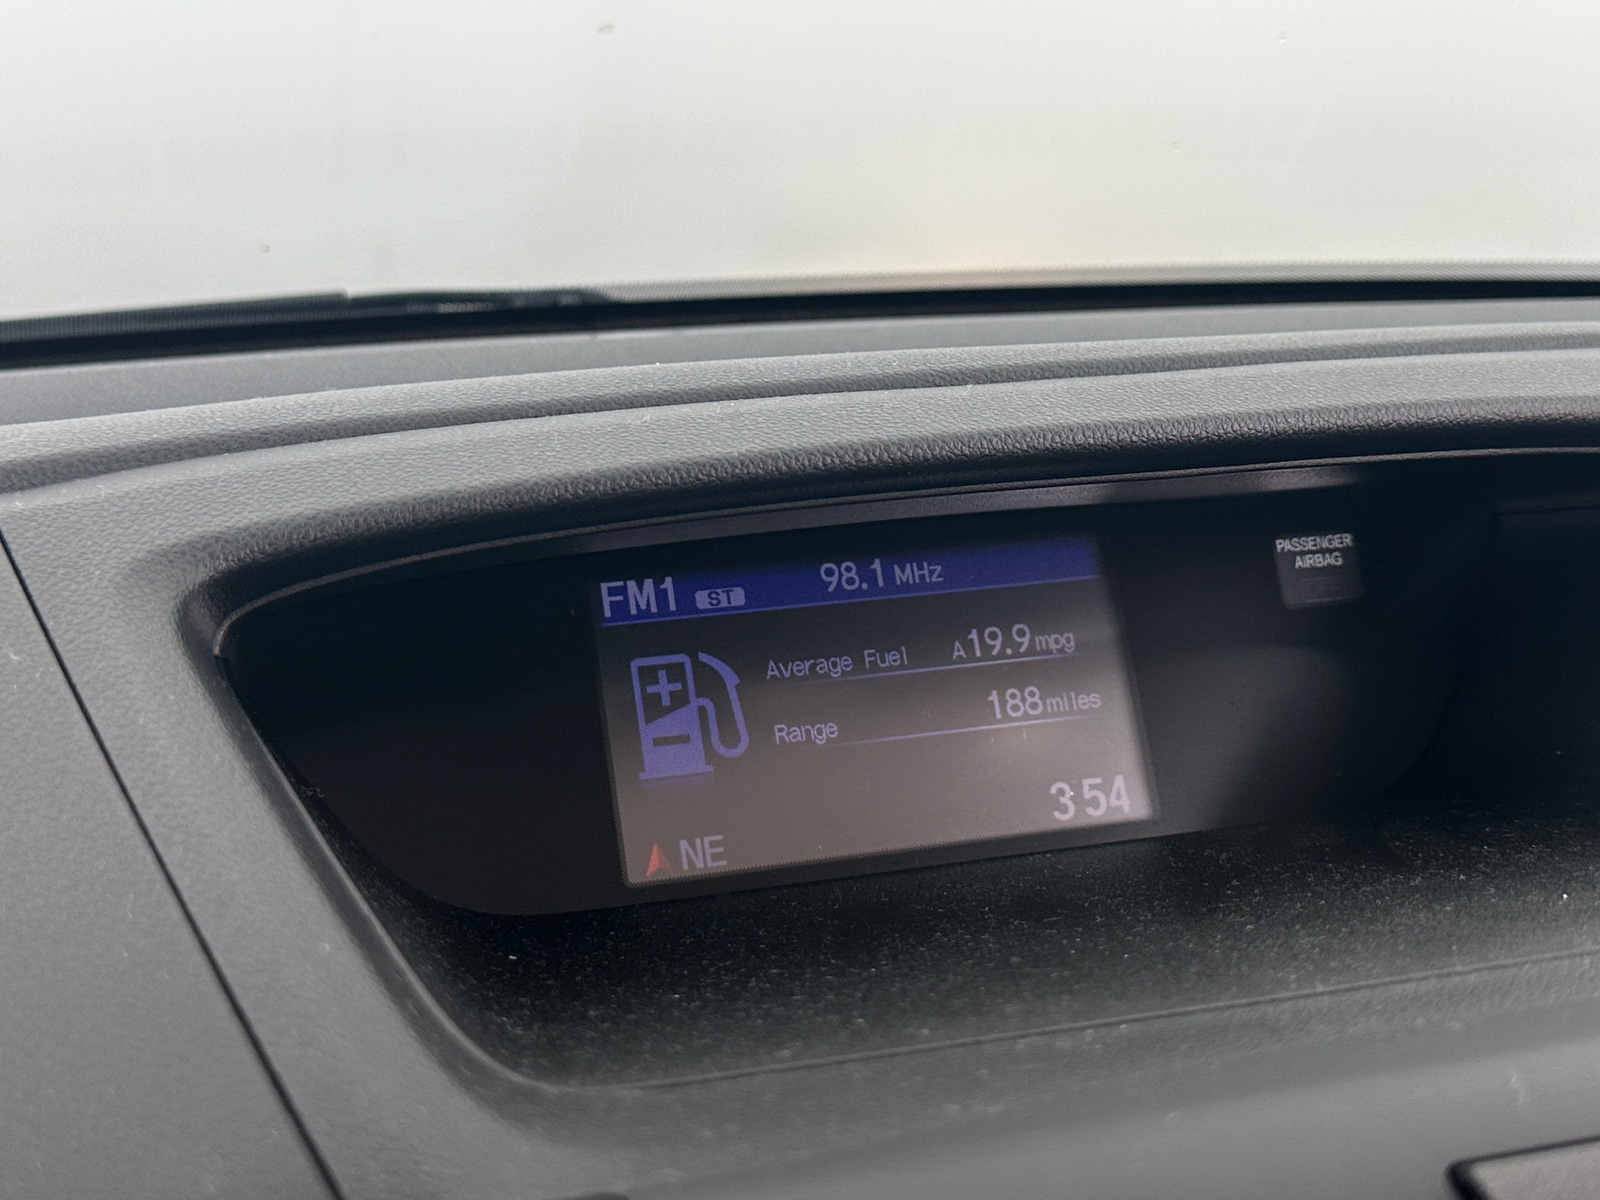 FM1 ST 98.1 MHz
Average Fuel A19.9 mpg
Range 188 miles
3:54
NE
PASSENGER
AIRBAG